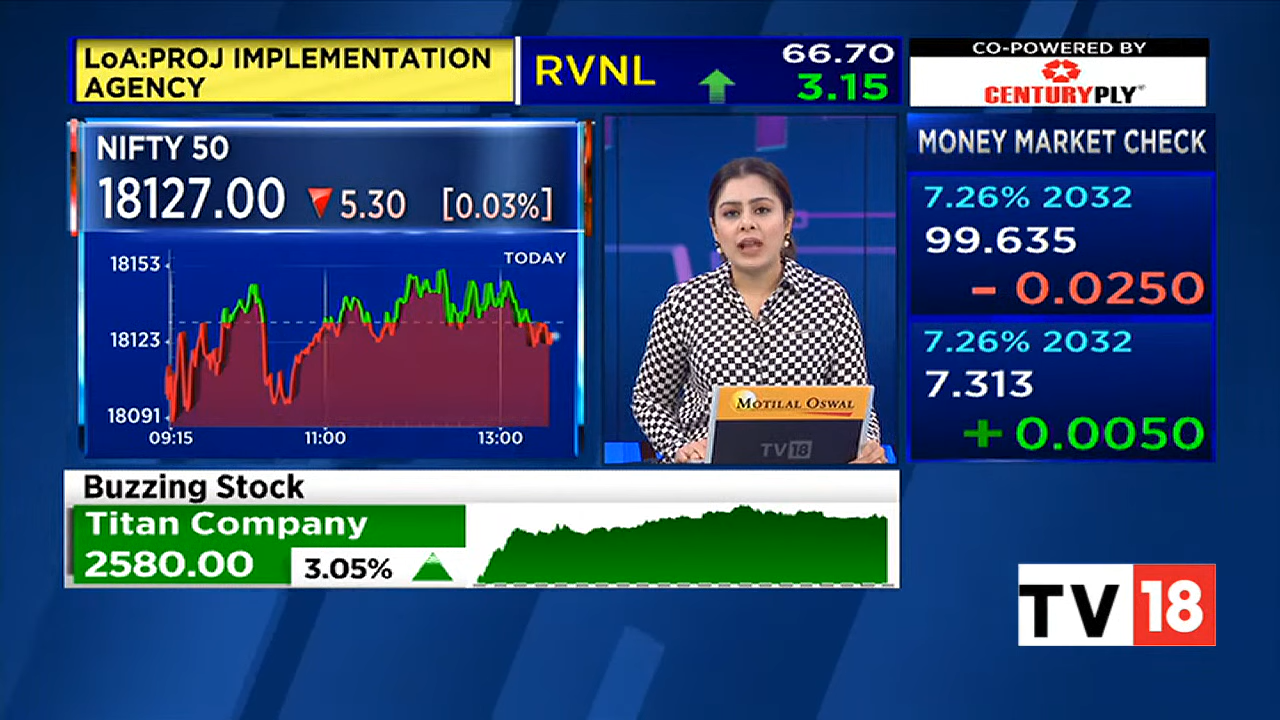 LoA:PROJ IMPLEMENTATION
AGENCY
RVNL
66.70
3.15
CO-POWERED BY
CENTURYPLY
NIFTY 50
18127.00 5.30 [0.03%]
TODAY
18153
18123
18091
09:15 11:00 13:00
MOTILAL OSWAL
TV18
MONEY MARKET CHECK
7.26% 2032
99.635
- 0.0250
7.26% 2032
7.313
+ 0.0050
Buzzing Stock
Titan Company
2580.00 3.05%
TV18